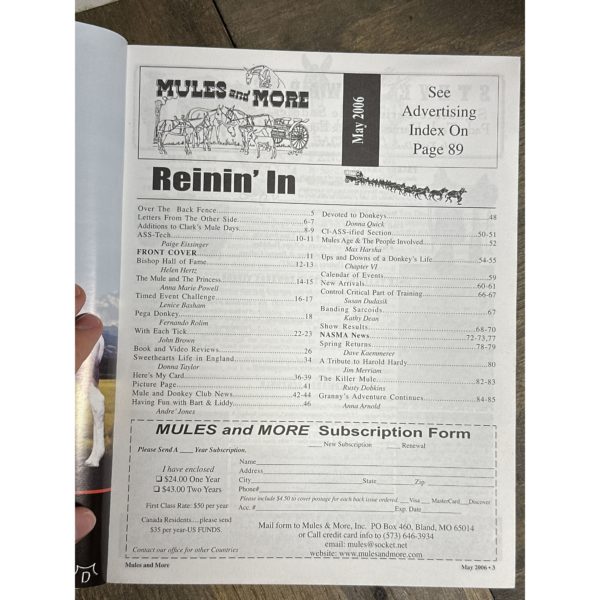 MULES and MORE
May 2006
See
Advertising
Index On
Page 89
Reinin' In
Over The Back Fence.....5
Letters From The Other Side.....6-7
Additions to Clark's Mule Days.....8-9
ASS-Tech.....10-11
Paige Eissinger
FRONT COVER.....11
Bishop Hall of Fame.....12-13
Helen Hertz
The Mule and The Princess.....14-15
Anna Marie Powell
Timed Event Challenge.....16-17
Lenice Basham
Pega Donkey.....18
Fernando Rolim
With Each Tick.....22-23
John Brown
Book and Video Reviews.....26
Sweethearts Life in England.....34
Donna Taylor
Here's My Card.....36-39
Picture Page.....41
Mule and Donkey Club News.....42-44
Having Fun with Bart & Liddy.....46
Andre' Jones
Devoted to Donkeys.....48
Donna Quick
Cl-ASS-ified Section.....50-51
Mules Age & The People Involved.....52
Max Harsha
Ups and Downs of a Donkey's Life.....54-55
Chapter VI
Calendar of Events.....59
New Arrivals.....60-61
Control Critical Part of Training.....66-67
Susan Dudasik
Banding Sarcoids.....67
Kathy Dean
Show Results.....68-70
NASMA News.....72-73,77
Spring Returns.....78-79
Dave Kaemmerer
A Tribute to Harold Hardy.....80
Jim Merriam
The Killer Mule.....82-83
Rusty Dobkins
Granny's Adventure Continues.....84-85
Anna Arnold
MULES and MORE Subscription Form
___ New Subscription ___ Renewal
Please Send A ___ Year Subscription.
I have enclosed
❑ $24.00 One Year
❑ $43.00 Two Years
First Class Rate: $50 per year
Canada Residents....please send
$35 per year-US FUNDS.
Contact our office for other Countries
Name
Address
City State Zip
Phone#
Please include $4.50 to cover postage for each back issue ordered. ___Visa ___MasterCard ___Discover
Acc. # Exp. Date
Mail form to Mules & More, Inc. PO Box 460, Bland, MO 65014
or Call credit card info to (573) 646-3934
email: mules@socket.net
website: www.mulesandmore.com
Mules and More
May 2006 • 3